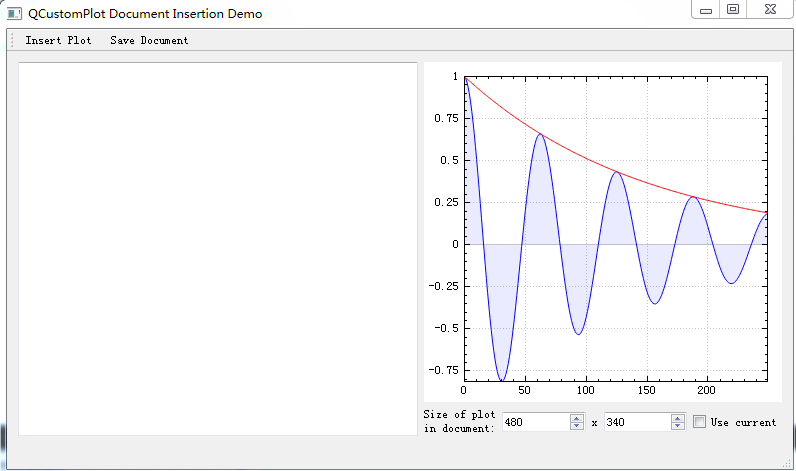 QCustomPlot Document Insertion Demo
Insert Plot Save Document
1
0.75
0.5
0.25
0
-0.25
-0.5
-0.75
0 50 100 150 200
Size of plot
in document: 480 x 340 Use current